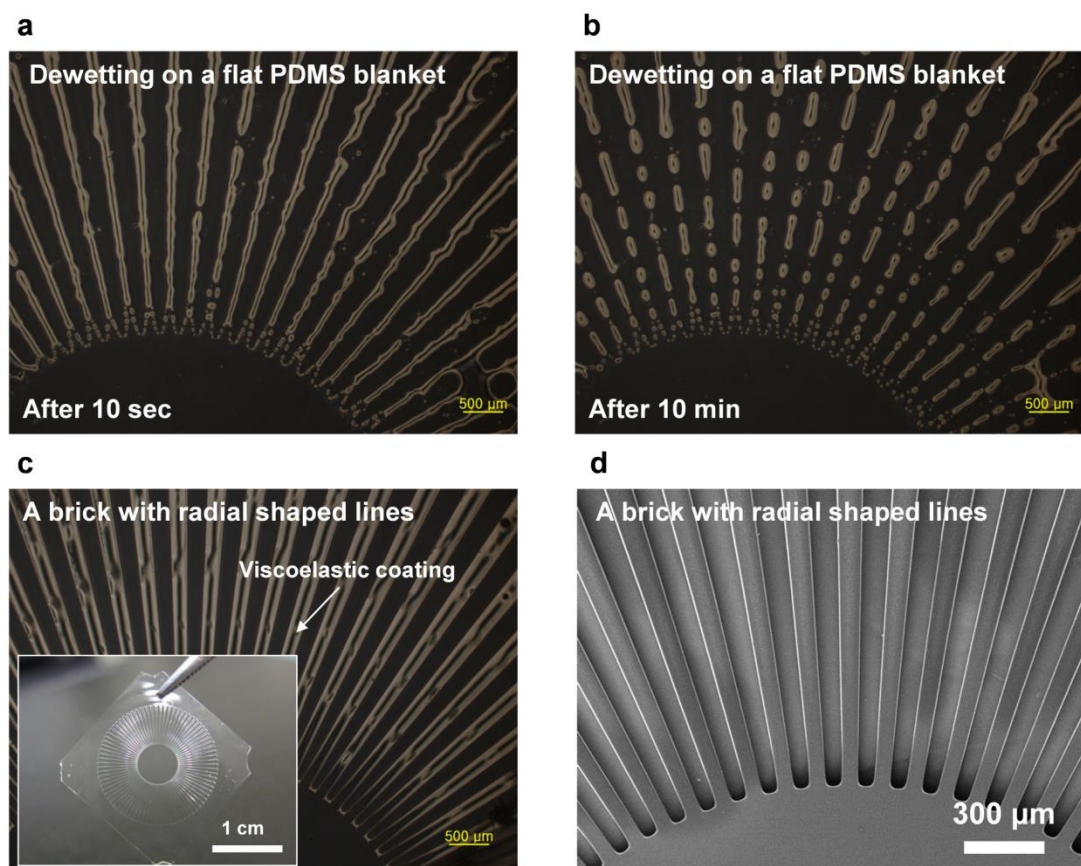 a
Dewetting on a flat PDMS blanket
After 10 sec
500 µm
b
Dewetting on a flat PDMS blanket
After 10 min
500 µm
c
A brick with radial shaped lines
Viscoelastic coating
1 cm
500 µm
d
A brick with radial shaped lines
300 µm